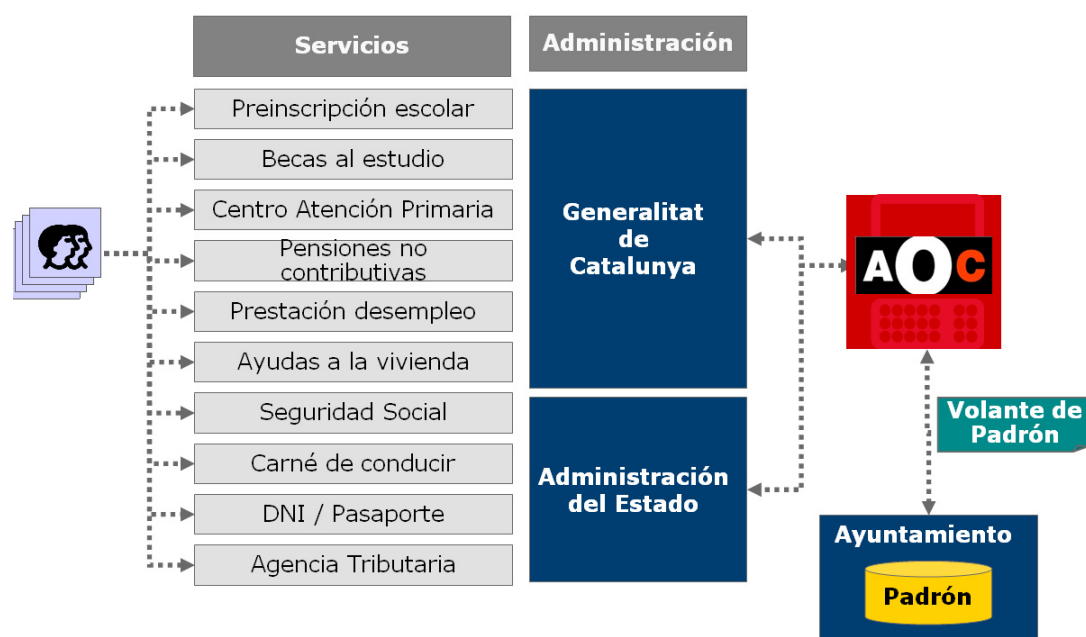 Servicios
Administración
Preinscripción escolar
Becas al estudio
Centro Atención Primaria
Pensiones no
contributivas
Prestación desempleo
Ayudas a la vivienda
Seguridad Social
Carné de conducir
DNI / Pasaporte
Agencia Tributaria
Generalitat
de
Catalunya
Administración
del Estado
AOC
Volante de
Padrón
Ayuntamiento
Padrón